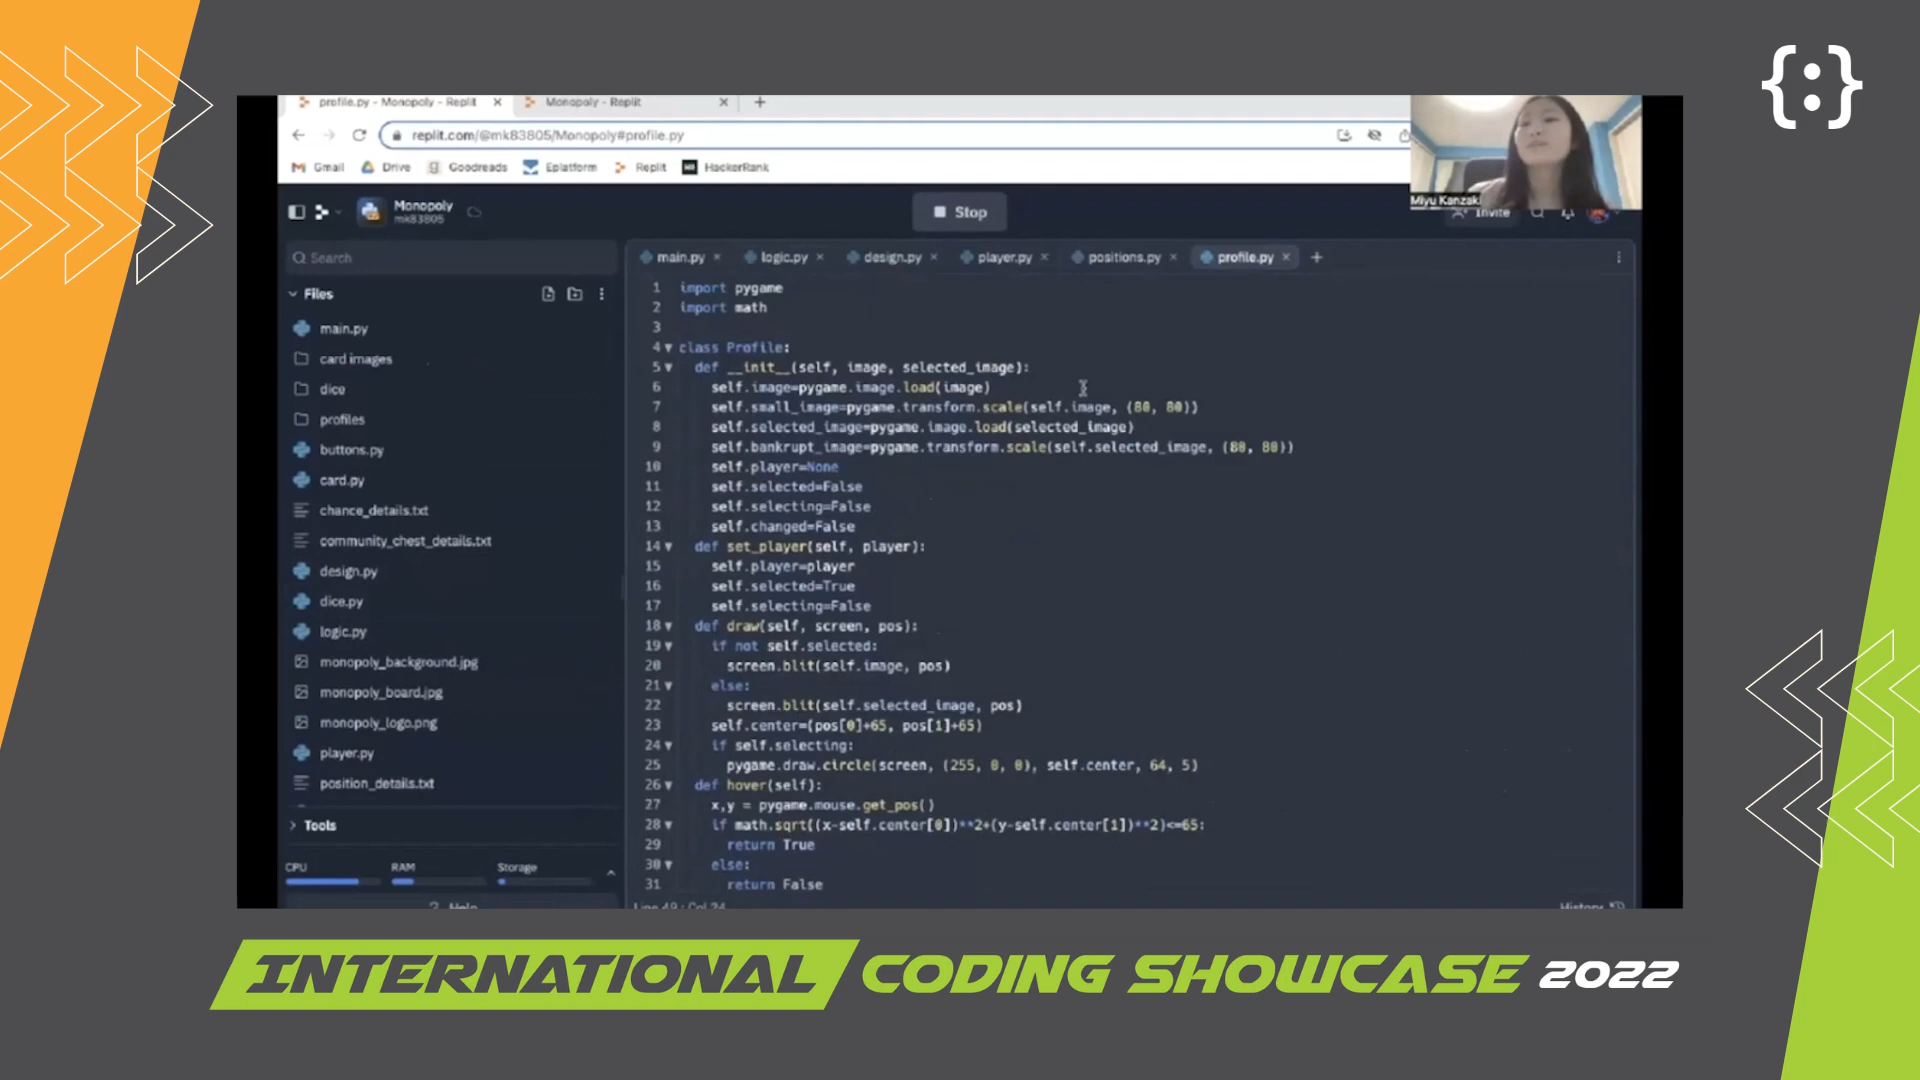 profile.py - Monopoly - Replit
Monopoly - Replit
replit.com/@mk83805/Monopoly#profile.py
Gmail
Drive
Goodreads
Eplatform
Replit
HackerRank
Miyu Kanzaki
Monopoly
mk83805
Stop
Invite
Search
main.py
logic.py
design.py
player.py
positions.py
profile.py
Files
main.py
card images
dice
profiles
buttons.py
card.py
chance_details.txt
community_chest_details.txt
design.py
dice.py
logic.py
monopoly_background.jpg
monopoly_board.jpg
monopoly_logo.png
player.py
position_details.txt
Tools
CPU
RAM
Storage
Help
1 import pygame
2 import math
3
4 class Profile:
5 def __init__(self, image, selected_image):
6 self.image=pygame.image.load(image)
7 self.small_image=pygame.transform.scale(self.image, (80, 80))
8 self.selected_image=pygame.image.load(selected_image)
9 self.bankrupt_image=pygame.transform.scale(self.selected_image, (80, 80))
10 self.player=None
11 self.selected=False
12 self.selecting=False
13 self.changed=False
14 def set_player(self, player):
15 self.player=player
16 self.selected=True
17 self.selecting=False
18 def draw(self, screen, pos):
19 if not self.selected:
20 screen.blit(self.image, pos)
21 else:
22 screen.blit(self.selected_image, pos)
23 self.center=(pos[0]+65, pos[1]+65)
24 if self.selecting:
25 pygame.draw.circle(screen, (255, 0, 0), self.center, 64, 5)
26 def hover(self):
27 x,y = pygame.mouse.get_pos()
28 if math.sqrt((x-self.center[0])**2+(y-self.center[1])**2)<=65:
29 return True
30 else:
31 return False
Line 49 : Col 24
History
{:}
INTERNATIONAL CODING SHOWCASE 2022